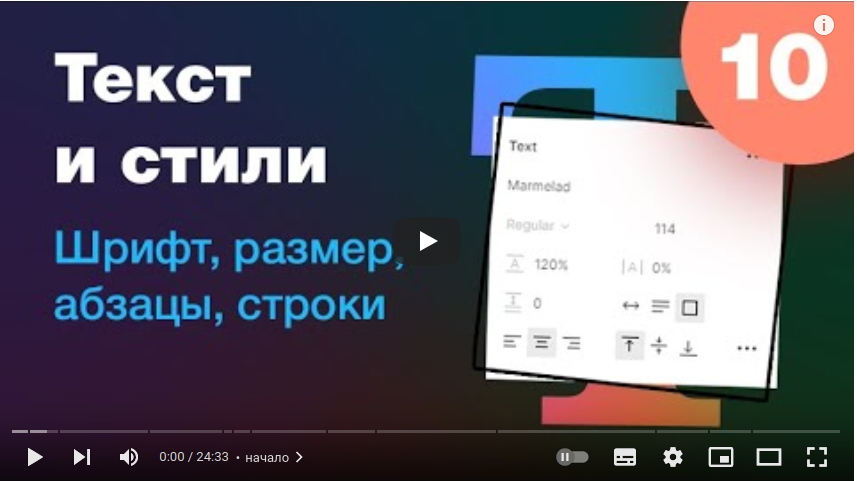 Текст
и стили
Шрифт, размер,
абзацы, строки
10
Text
Marmelad
Regular
114
120%
|A| 0%
0
0:00 / 24:33 • начало